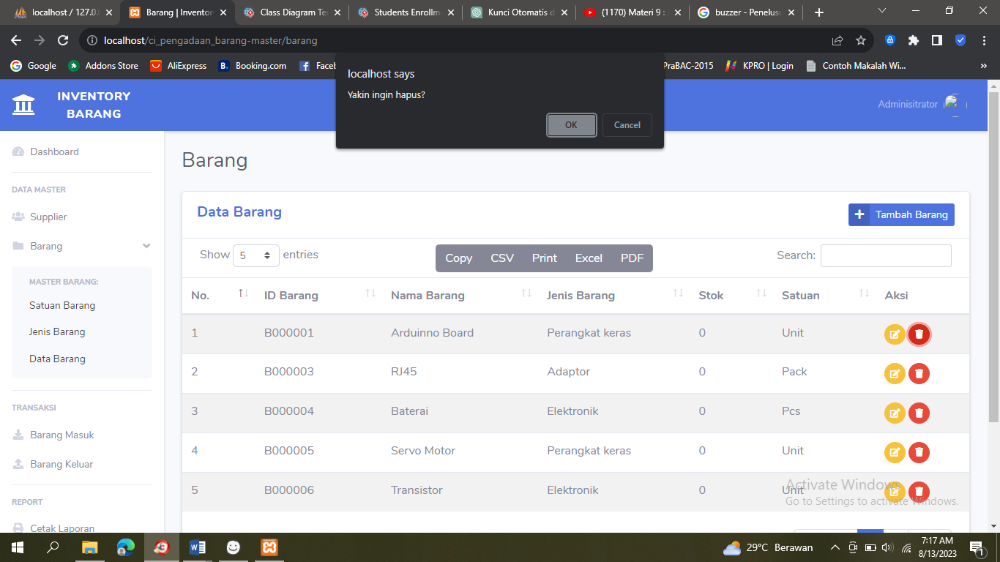 localhost / 127.0.
Barang | Inventor
Class Diagram Te
Students Enrollm
Kunci Otomatis d
(1170) Materi 9 :
buzzer - Penelusu
localhost/ci_pengadaan_barang-master/barang
Google
Addons Store
AliExpress
Booking.com
Faceb
PraBAC-2015
KPRO | Login
Contoh Makalah Wi...
localhost says
Yakin ingin hapus?
OK
Cancel
INVENTORY
BARANG
Adminisitrator
Dashboard
DATA MASTER
Supplier
Barang
MASTER BARANG:
Satuan Barang
Jenis Barang
Data Barang
TRANSAKSI
Barang Masuk
Barang Keluar
REPORT
Cetak Laporan
Barang
Data Barang
Tambah Barang
Show 5 entries
Copy CSV Print Excel PDF
Search:
No. ID Barang Nama Barang Jenis Barang Stok Satuan Aksi
1 B000001 Arduinno Board Perangkat keras 0 Unit
2 B000003 RJ45 Adaptor 0 Pack
3 B000004 Baterai Elektronik 0 Pcs
4 B000005 Servo Motor Perangkat keras 0 Unit
5 B000006 Transistor Elektronik 0 Unit
Activate Windows
Go to Settings to activate Windows.
29°C Berawan
7:17 AM
8/13/2023
1